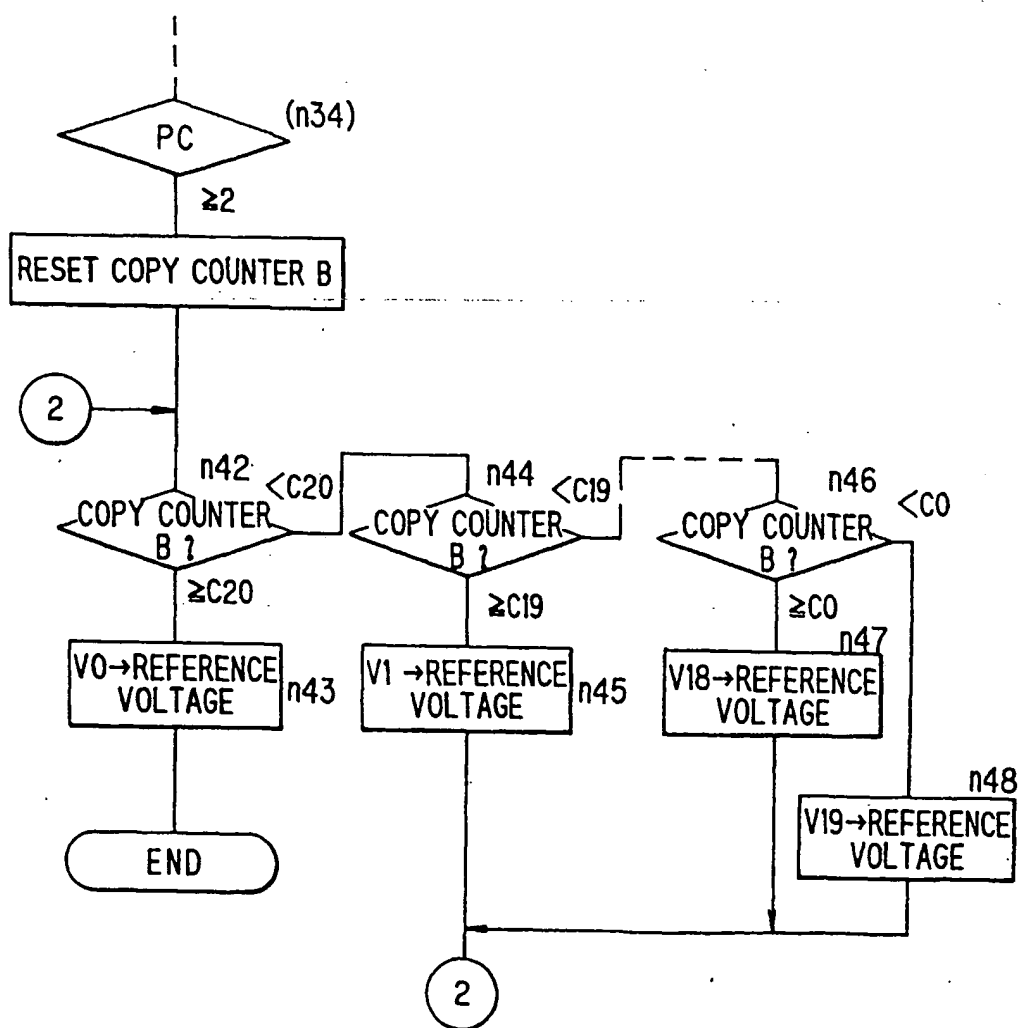 PC
(n34)
≧2
RESET COPY COUNTER B
2
n42
<C20
n44
<C19
n46
<C0
COPY COUNTER
B ?
COPY COUNTER
B ?
COPY COUNTER
B ?
≧C20
≧C19
≧C0
V0→REFERENCE
VOLTAGE
n43
V1→REFERENCE
VOLTAGE
n45
n47
V18→REFERENCE
VOLTAGE
n48
V19→REFERENCE
VOLTAGE
END
2